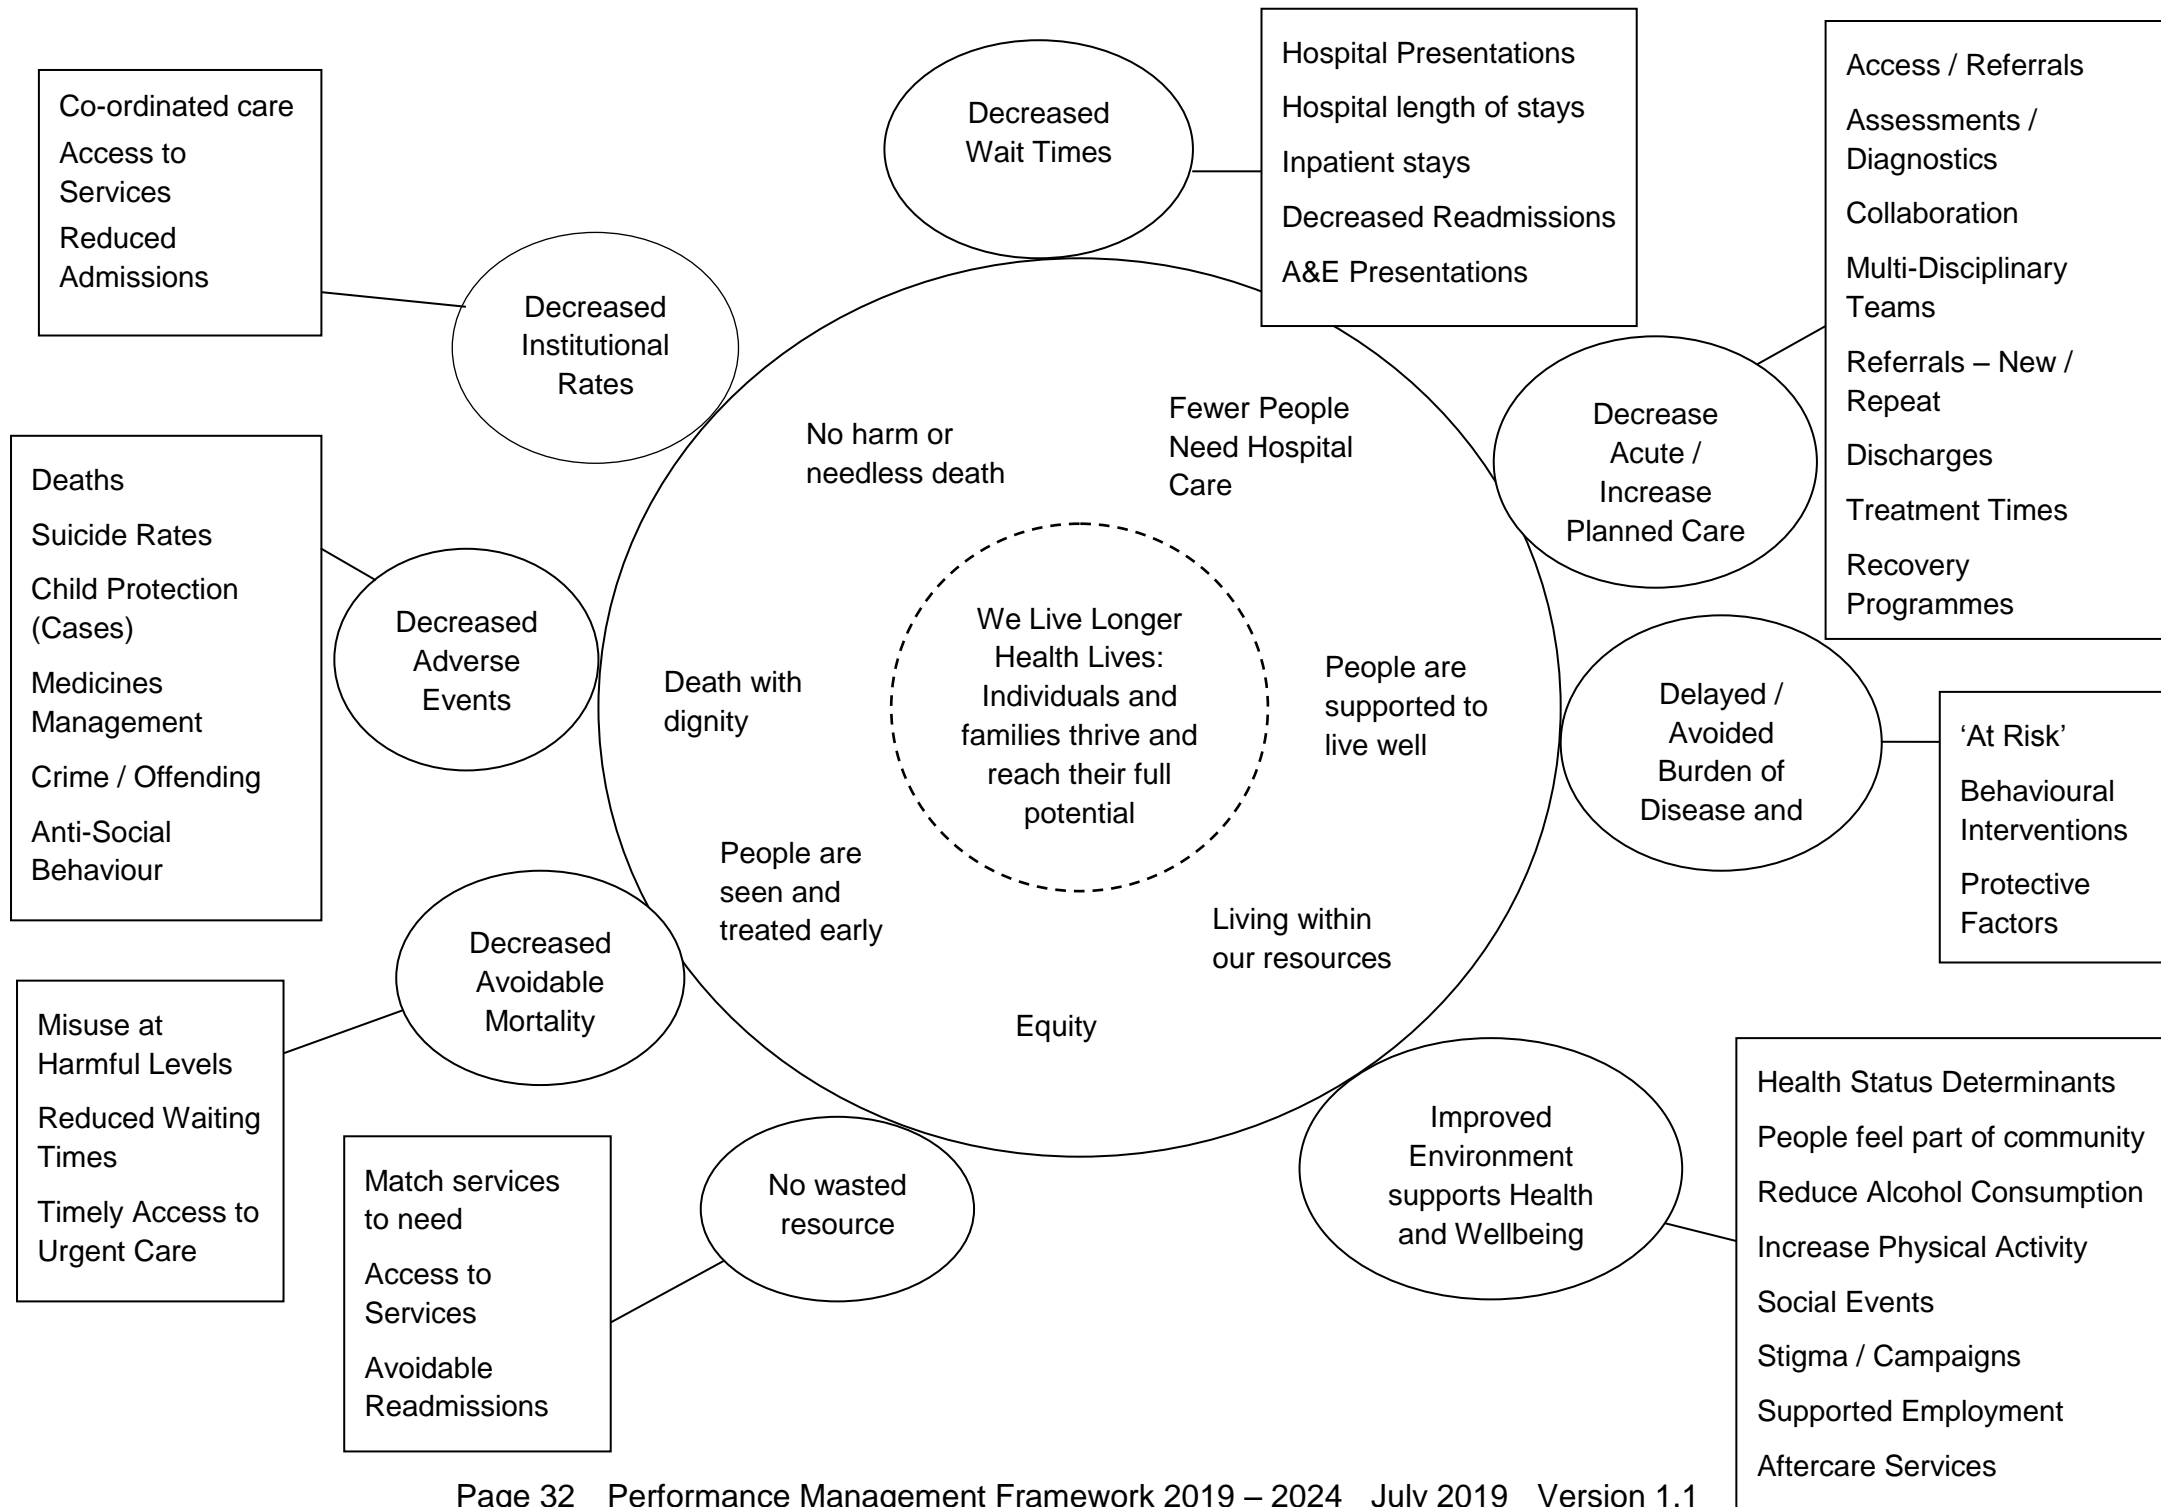 Co-ordinated care
Access to
Services
Reduced
Admissions
Decreased
Wait Times
Hospital Presentations
Hospital length of stays
Inpatient stays
Decreased Readmissions
A&E Presentations
Access / Referrals
Assessments /
Diagnostics
Collaboration
Multi-Disciplinary
Teams
Referrals – New /
Repeat
Discharges
Treatment Times
Recovery
Programmes
Decreased
Institutional
Rates
Decrease
Acute /
Increase
Planned Care
No harm or
needless death
Fewer People
Need Hospital
Care
Deaths
Suicide Rates
Child Protection
(Cases)
Medicines
Management
Crime / Offending
Anti-Social
Behaviour
Decreased
Adverse
Events
Death with
dignity
We Live Longer
Health Lives:
Individuals and
families thrive and
reach their full
potential
People are
supported to
live well
Delayed /
Avoided
Burden of
Disease and
‘At Risk’
Behavioural
Interventions
Protective
Factors
People are
seen and
treated early
Living within
our resources
Equity
Decreased
Avoidable
Mortality
Misuse at
Harmful Levels
Reduced Waiting
Times
Timely Access to
Urgent Care
Match services
to need
Access to
Services
Avoidable
Readmissions
No wasted
resource
Improved
Environment
supports Health
and Wellbeing
Health Status Determinants
People feel part of community
Reduce Alcohol Consumption
Increase Physical Activity
Social Events
Stigma / Campaigns
Supported Employment
Aftercare Services
Page 32 Performance Management Framework 2019 – 2024 July 2019 Version 1.1